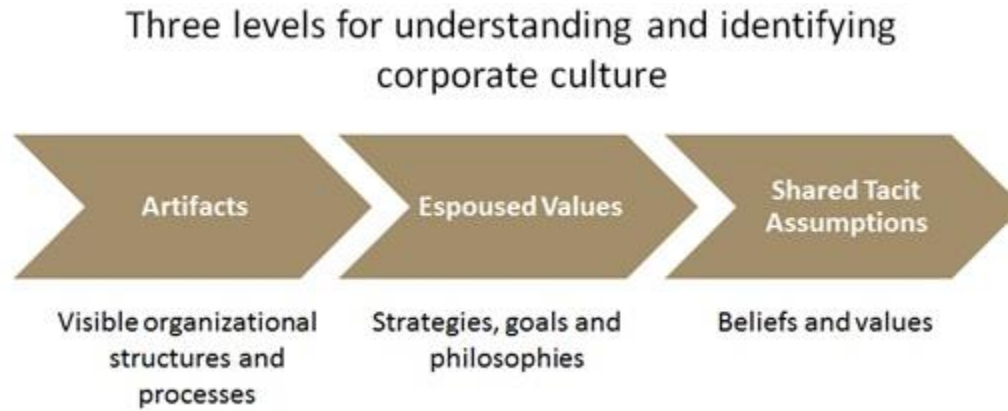 Three levels for understanding and identifying
corporate culture
Artifacts
Espoused Values
Shared Tacit
Assumptions
Visible organizational
structures and
processes
Strategies, goals and
philosophies
Beliefs and values